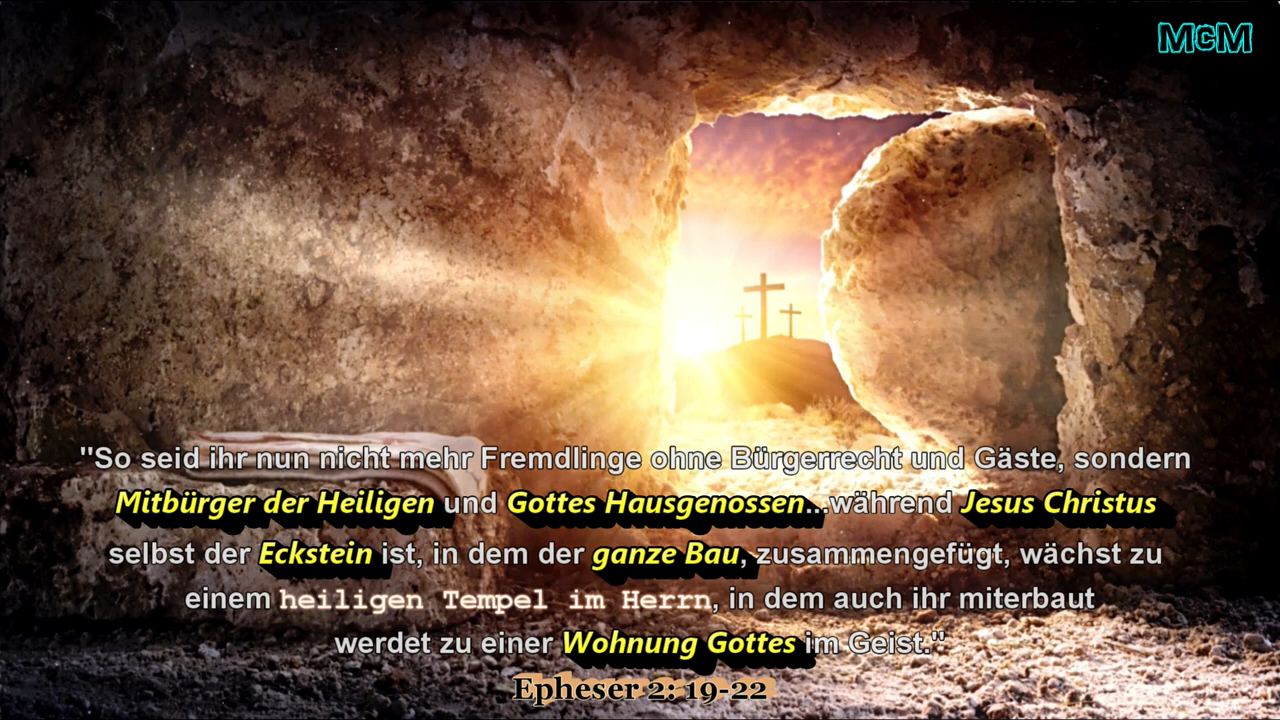 McM
"So seid ihr nun nicht mehr Fremdlinge ohne Bürgerrecht und Gäste, sondern
Mitbürger der Heiligen und Gottes Hausgenossen...während Jesus Christus
selbst der Eckstein ist, in dem der ganze Bau, zusammengefügt, wächst zu
einem heiligen Tempel im Herrn, in dem auch ihr miterbaut
werdet zu einer Wohnung Gottes im Geist."
Epheser 2: 19-22